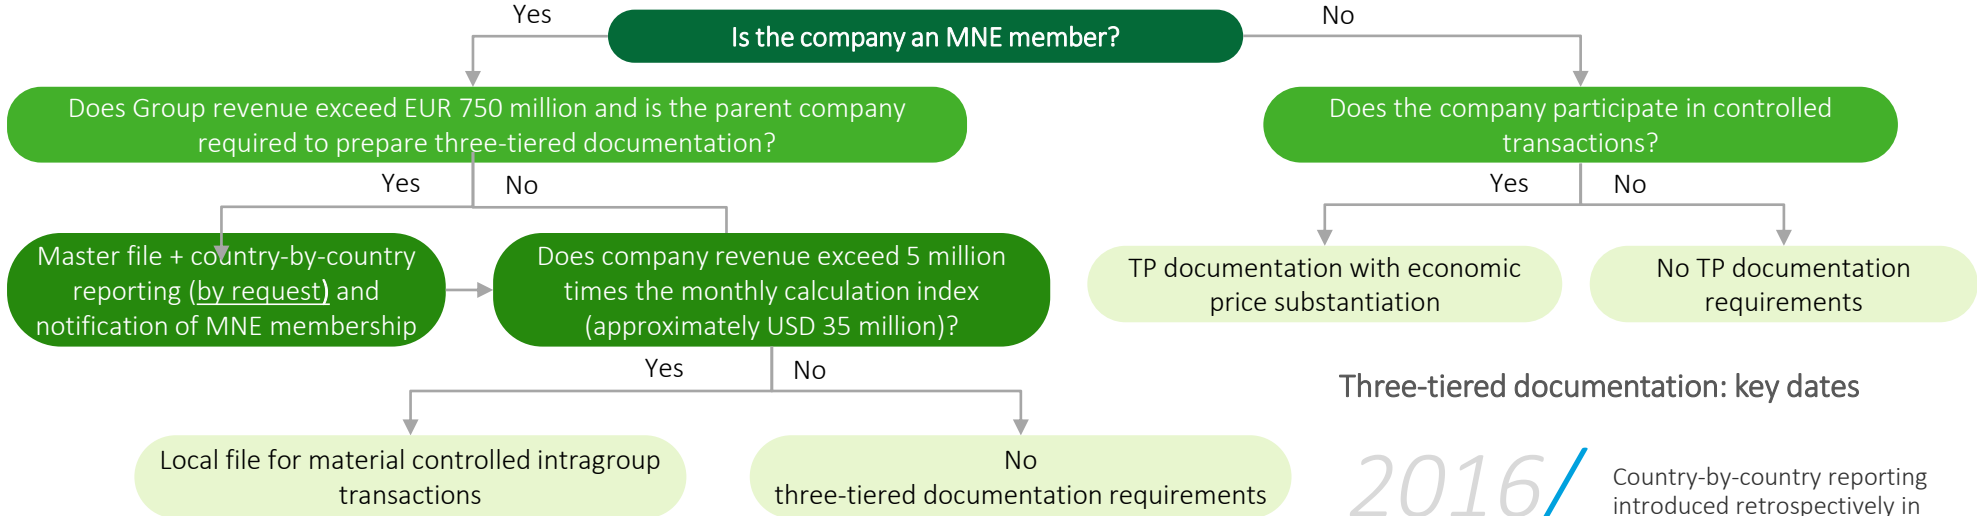 Yes
Is the company an MNE member?
No
Does Group revenue exceed EUR 750 million and is the parent company
required to prepare three-tiered documentation?
Does the company participate in controlled
transactions?
Yes
No
Yes
No
Master file + country-by-country
reporting (by request) and
notification of MNE membership
Does company revenue exceed 5 million
times the monthly calculation index
(approximately USD 35 million)?
TP documentation with economic
price substantiation
No TP documentation
requirements
Yes
No
Local file for material controlled intragroup
transactions
No
three-tiered documentation requirements
Three-tiered documentation: key dates
2016
Country-by-country reporting
introduced retrospectively in